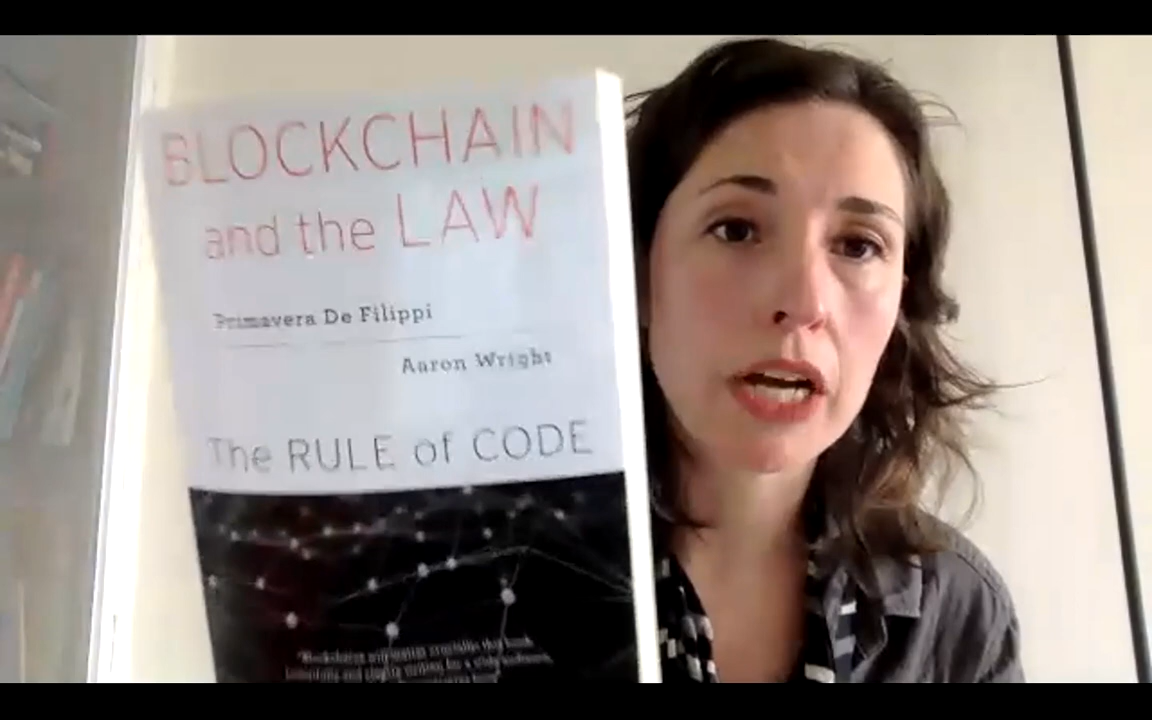 BLOCKCHAIN
and the LAW
Primavera De Filippi
Aaron Wright
The RULE of CODE